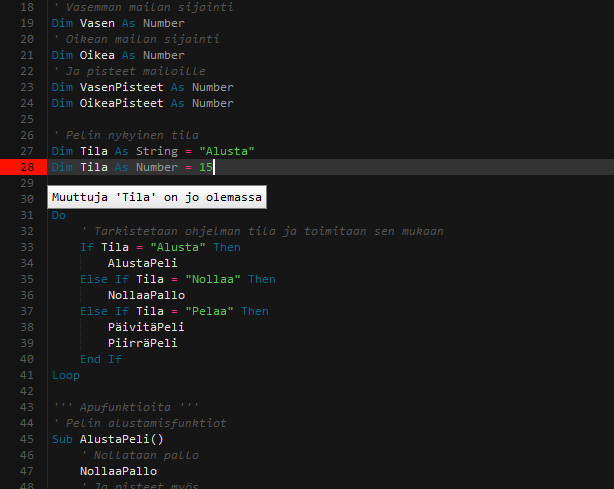 18 ' Vasemman mailan sijainti
19 Dim Vasen As Number
20 ' Oikean mailan sijainti
21 Dim Oikea As Number
22 ' Ja pisteet mailoille
23 Dim VasenPisteet As Number
24 Dim OikeaPisteet As Number
25
26 ' Pelin nykyinen tila
27 Dim Tila As String = "Alusta"
28 Dim Tila As Number = 15
29
30 Muuttuja 'Tila' on jo olemassa
31 Do
32 ' Tarkistetaan ohjelman tila ja toimitaan sen mukaan
33 If Tila = "Alusta" Then
34 AlustaPeli
35 Else If Tila = "Nollaa" Then
36 NollaaPallo
37 Else If Tila = "Pelaa" Then
38 PäivitäPeli
39 PiirräPeli
40 End If
41 Loop
42
43 ''' Apufunktioita '''
44 ' Pelin alustamisfunktiot
45 Sub AlustaPeli()
46 ' Nollataan pallo
47 NollaaPallo
48 ' Ja pisteet myös